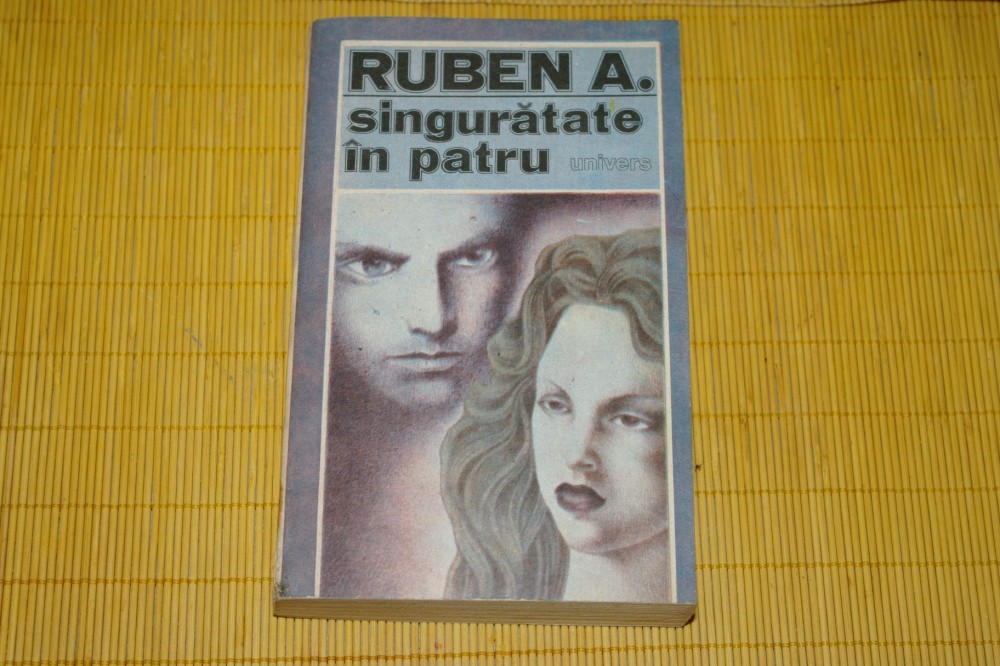 RUBEN A.
singurătate
în patru univers